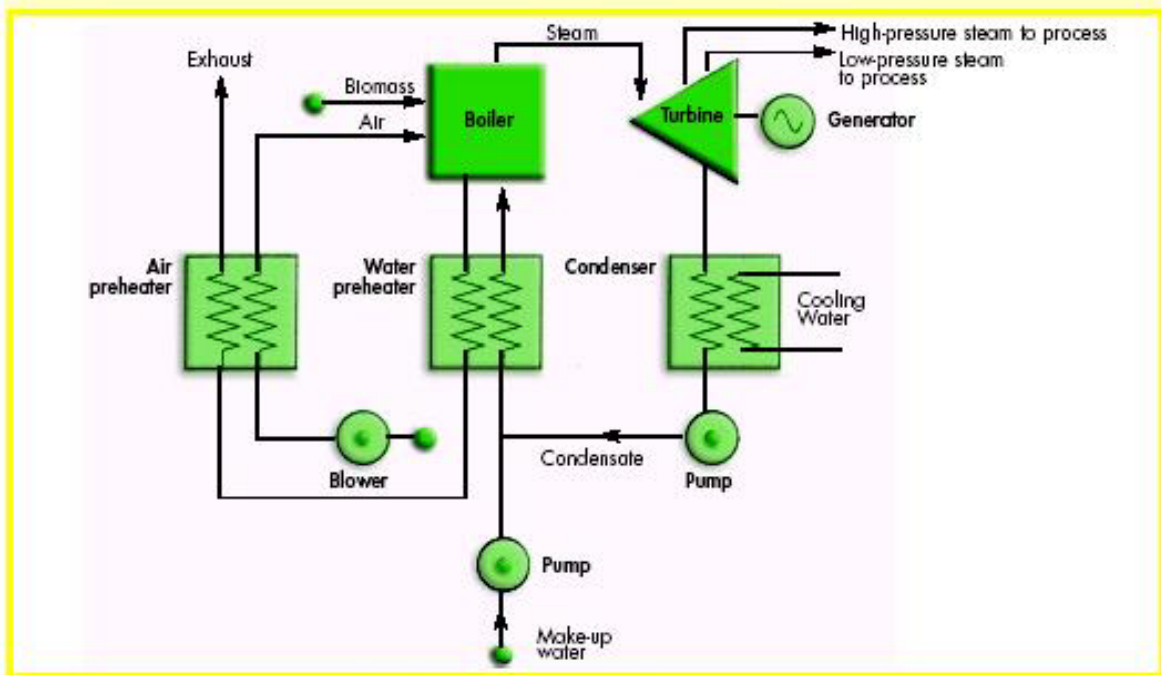 Steam
High-pressure steam to process
Low-pressure steam
to process
Exhaust
Biomass
Air
Boiler
Turbine
Generator
Air
preheater
Water
preheater
Condenser
Cooling
Water
Condensate
Blower
Pump
Pump
Make-up
water